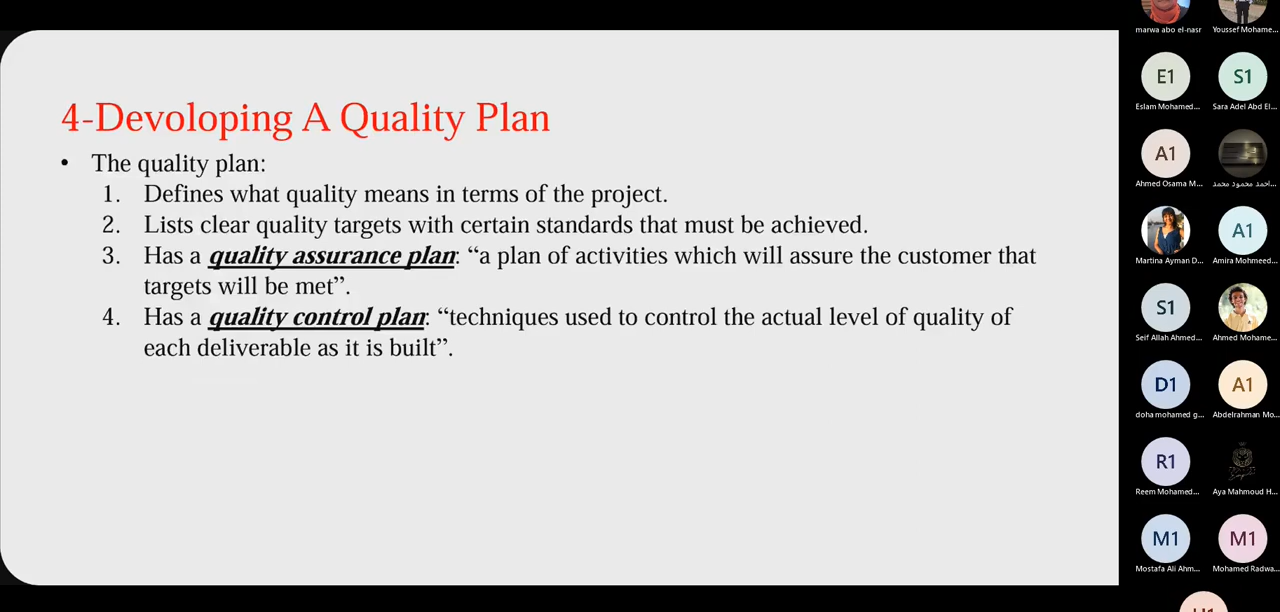 4-Devoloping A Quality Plan
• The quality plan:
1. Defines what quality means in terms of the project.
2. Lists clear quality targets with certain standards that must be achieved.
3. Has a quality assurance plan: “a plan of activities which will assure the customer that
targets will be met”.
4. Has a quality control plan: “techniques used to control the actual level of quality of
each deliverable as it is built”.
marwa abo el-nasr
Youssef Mohame...
E1
S1
Eslam Mohamed...
Sara Adel Abd El...
A1
Ahmed Osama M...
احمد محمود محمد...
A1
Martina Ayman D...
Amira Mohmeed...
S1
Seif Allah Ahmed...
Ahmed Mohame...
D1
A1
doha mohamed g...
Abdelrahman Mo...
R1
Reem Mohamed...
Aya Mahmoud H...
M1
M1
Mostafa Ali Ahm...
Mohamed Radwa...